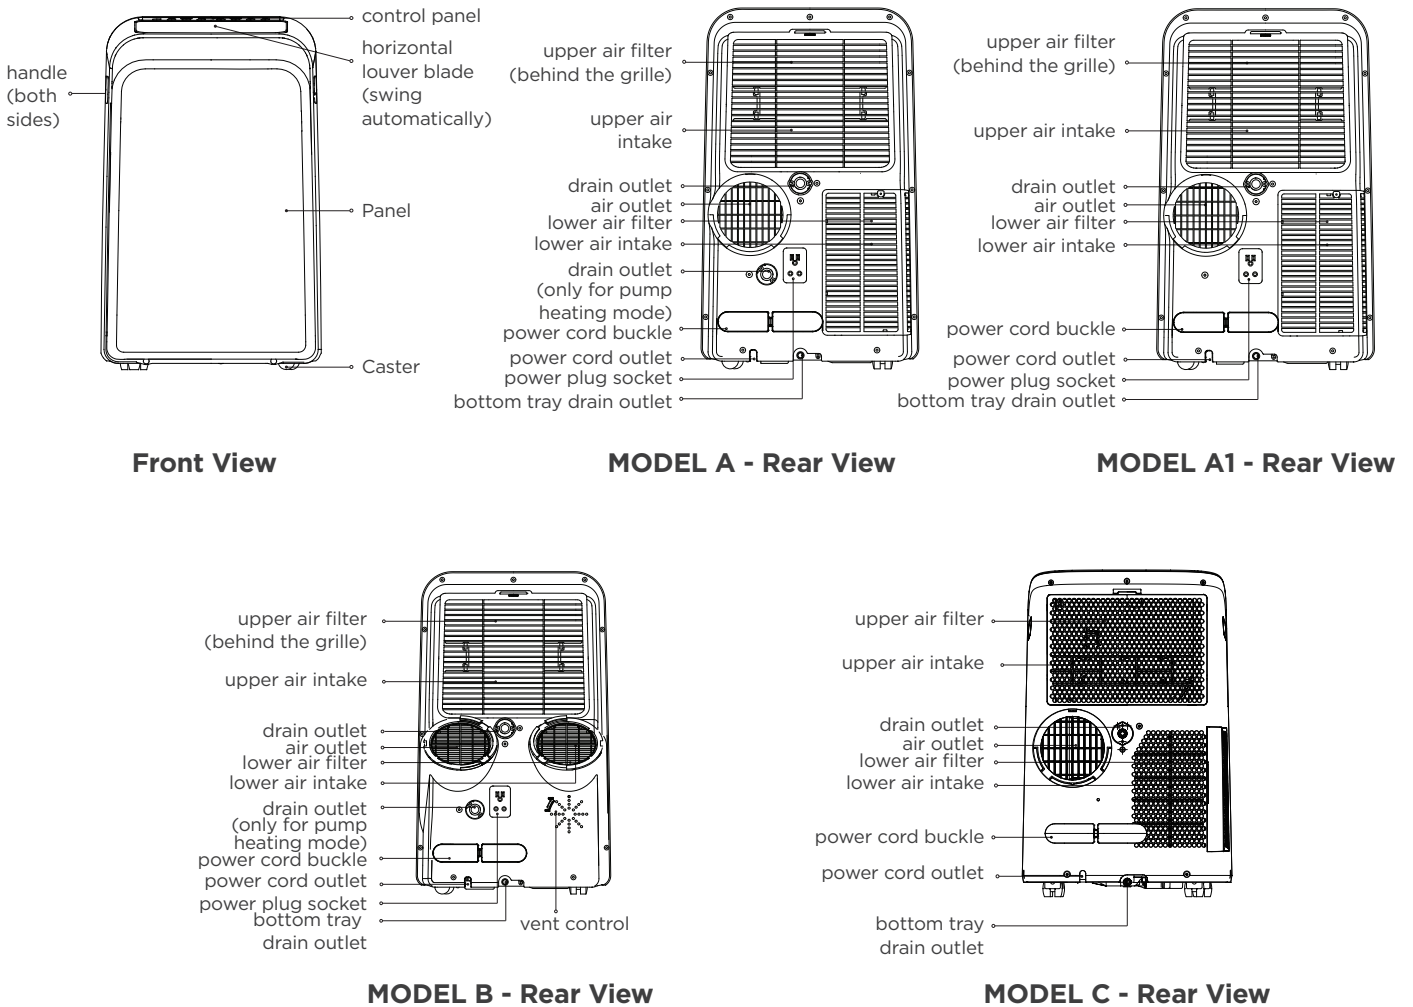 control panel
horizontal
louver blade
(swing
automatically)
handle
(both
sides)
Panel
Caster
Front View
upper air filter
(behind the grille)
upper air
intake
drain outlet
air outlet
lower air filter
lower air intake
drain outlet
(only for pump
heating mode)
power cord buckle
power cord outlet
power plug socket
bottom tray drain outlet
MODEL A - Rear View
upper air filter
(behind the grille)
upper air intake
drain outlet
air outlet
lower air filter
lower air intake
power cord buckle
power cord outlet
power plug socket
bottom tray drain outlet
MODEL A1 - Rear View
upper air filter
(behind the grille)
upper air intake
drain outlet
air outlet
lower air filter
lower air intake
drain outlet
(only for pump
heating mode)
power cord buckle
power cord outlet
power plug socket
bottom tray
drain outlet
vent control
MODEL B - Rear View
upper air filter
upper air intake
drain outlet
air outlet
lower air filter
lower air intake
power cord buckle
power cord outlet
bottom tray
drain outlet
MODEL C - Rear View